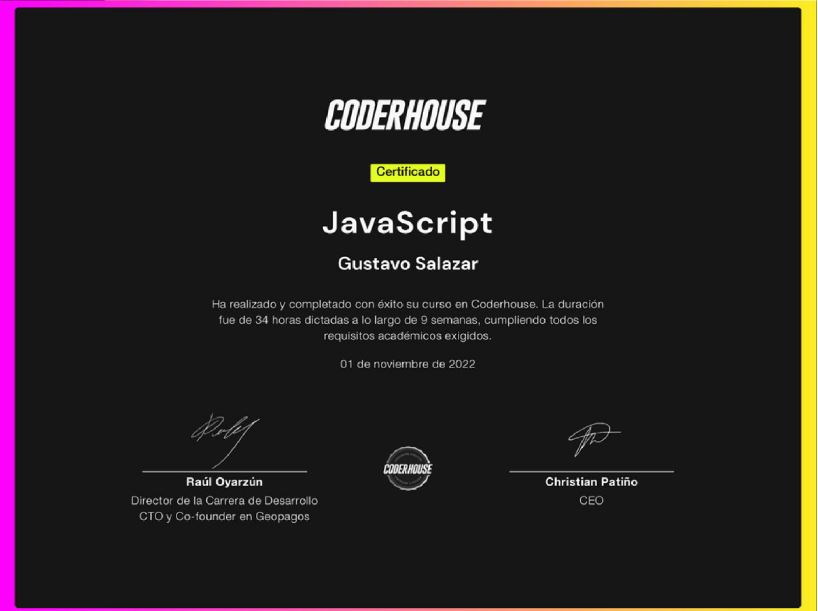 CODERHOUSE
Certificado
JavaScript
Gustavo Salazar
Ha realizado y completado con éxito su curso en Coderhouse. La duración
fue de 34 horas dictadas a lo largo de 9 semanas, cumpliendo todos los
requisitos académicos exigidos.
01 de noviembre de 2022
CODERHOUSE
Raúl Oyarzún
Director de la Carrera de Desarrollo
CTO y Co-founder en Geopagos
Christian Patiño
CEO